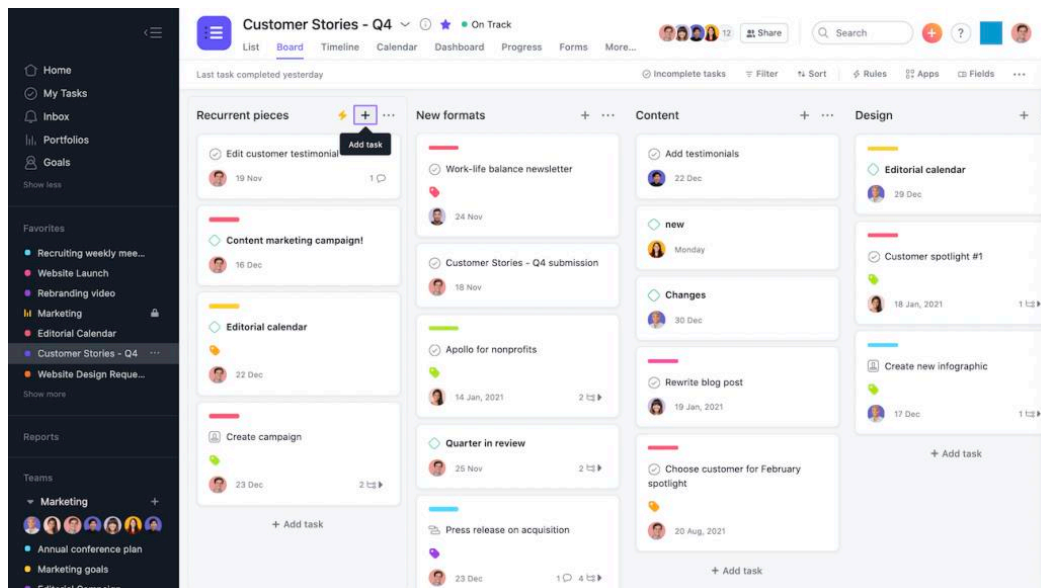 Customer Stories - Q4
On Track
List Board Timeline Calendar Dashboard Progress Forms More...
12
Share
Search
?
Home
My Tasks
Inbox
Portfolios
Goals
Show less
Favorites
Recruiting weekly mee...
Website Launch
Rebranding video
Marketing
Editorial Calendar
Customer Stories - Q4 ...
Website Design Reque...
Show more
Reports
Teams
Marketing +
Annual conference plan
Marketing goals
Last task completed yesterday
Incomplete tasks Filter Sort Rules Apps Fields ...
Recurrent pieces + ...
Add task
Edit customer testimonial
19 Nov 1
Content marketing campaign!
16 Dec
Editorial calendar
22 Dec
Create campaign
23 Dec 2
+ Add task
New formats + ...
Work-life balance newsletter
24 Nov
Customer Stories - Q4 submission
18 Nov
Apollo for nonprofits
14 Jan, 2021 2
Quarter in review
25 Nov 2
Press release on acquisition
23 Dec 1 4
Content + ...
Add testimonials
22 Dec
new
Monday
Changes
30 Dec
Rewrite blog post
19 Jan, 2021
Choose customer for February
spotlight
20 Aug, 2021
+ Add task
Design +
Editorial calendar
29 Dec
Customer spotlight #1
18 Jan, 2021 1
Create new infographic
17 Dec 1
+ Add task